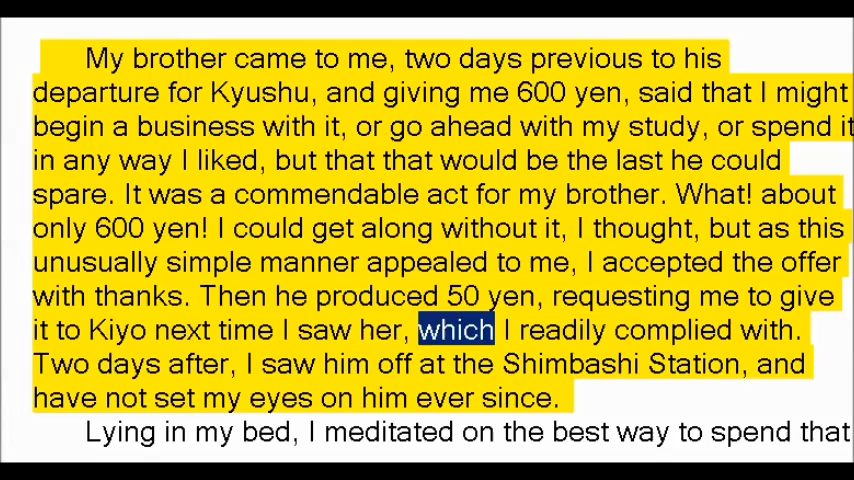 My brother came to me, two days previous to his
departure for Kyushu, and giving me 600 yen, said that I might
begin a business with it, or go ahead with my study, or spend it
in any way I liked, but that that would be the last he could
spare. It was a commendable act for my brother. What! about
only 600 yen! I could get along without it, I thought, but as this
unusually simple manner appealed to me, I accepted the offer
with thanks. Then he produced 50 yen, requesting me to give
it to Kiyo next time I saw her, which I readily complied with.
Two days after, I saw him off at the Shimbashi Station, and
have not set my eyes on him ever since.
Lying in my bed, I meditated on the best way to spend that